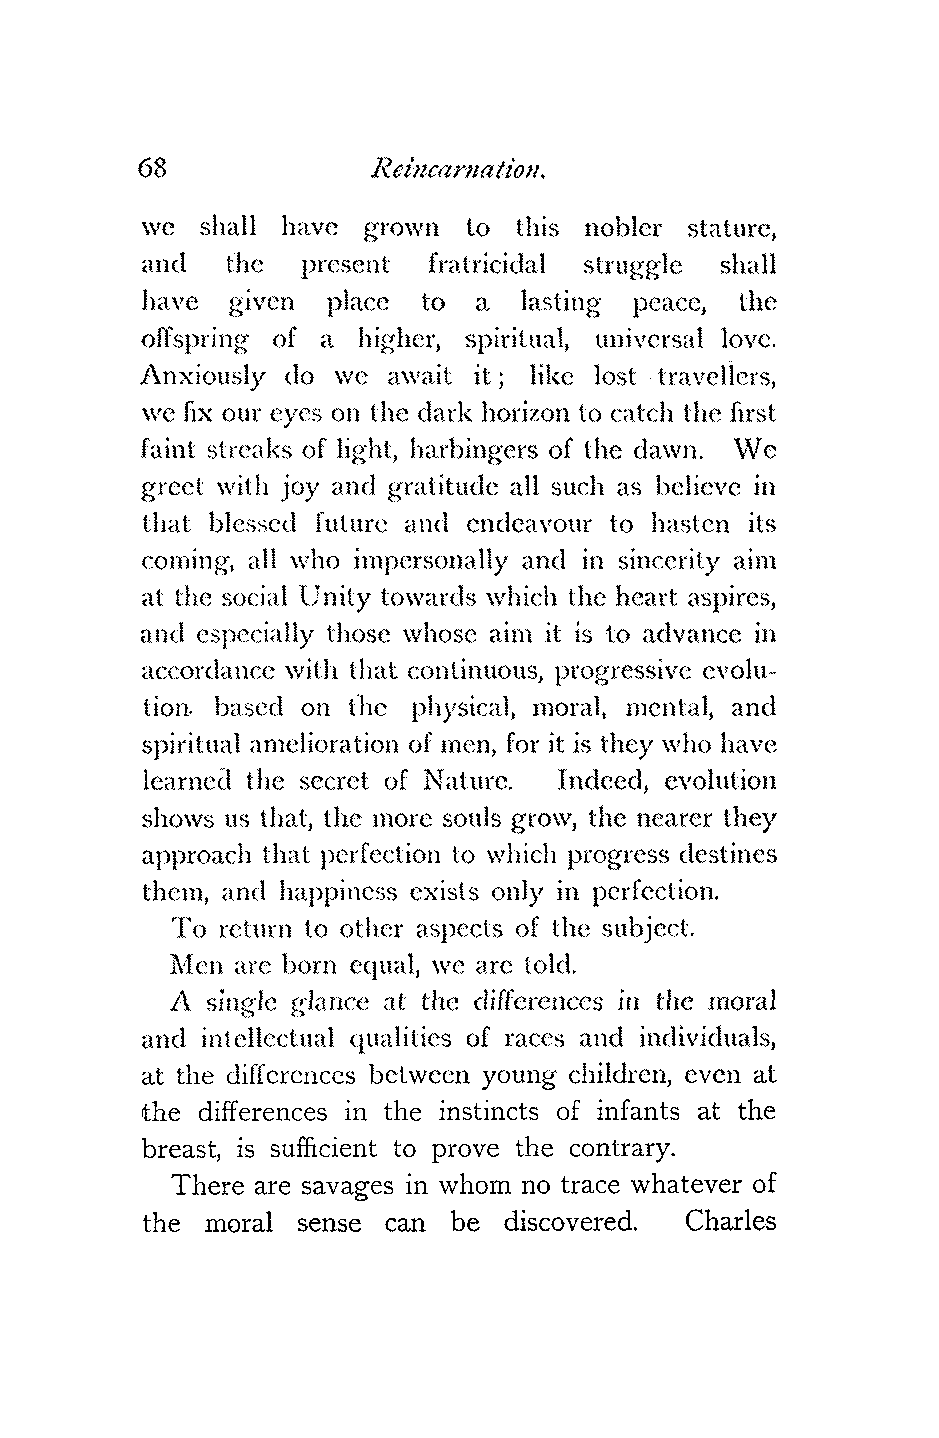 68 Reincarnation.
we shall have grown to this nobler stature,
and the present fratricidal struggle shall
have given place to a lasting peace, the
offspring of a higher, spiritual, universal love.
Anxiously do we await it; like lost travellers,
we fix our eyes on the dark horizon to catch the first
faint streaks of light, harbingers of the dawn. We
greet with joy and gratitude all such as believe in
that blessed future and endeavour to hasten its
coming, all who impersonally and in sincerity aim
at the social Unity towards which the heart aspires,
and especially those whose aim it is to advance in
accordance with that continuous, progressive evolu-
tion based on the physical, moral, mental, and
spiritual amelioration of men, for it is they who have
learned the secret of Nature. Indeed, evolution
shows us that, the more souls grow, the nearer they
approach that perfection to which progress destines
them, and happiness exists only in perfection.
To return to other aspects of the subject.
Men are born equal, we are told.
A single glance at the differences in the moral
and intellectual qualities of races and individuals,
at the differences between young children, even at
the differences in the instincts of infants at the
breast, is sufficient to prove the contrary.
There are savages in whom no trace whatever of
the moral sense can be discovered. Charles